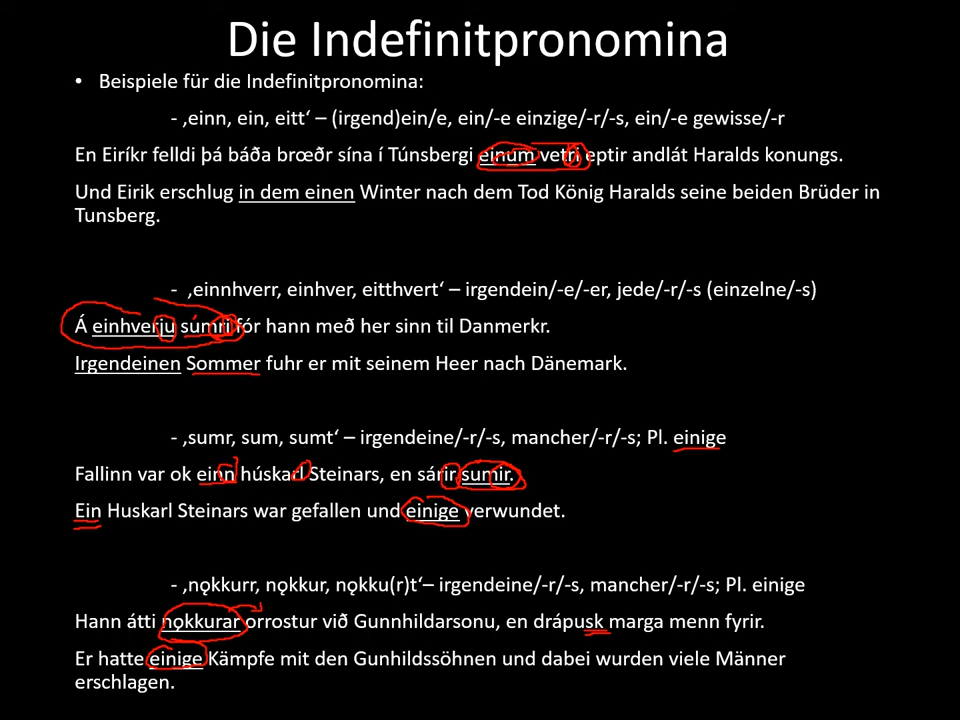 Die Indefinitpronomina
• Beispiele für die Indefinitpronomina:
- ‚einn, ein, eitt‘ – (irgend)ein/e, ein/-e einzige/-r/-s, ein/-e gewisse/-r
En Eiríkr felldi þá báða brœðr sína í Túnsbergi einum vetri eptir andlát Haralds konungs.
Und Eirik erschlug in dem einen Winter nach dem Tod König Haralds seine beiden Brüder in
Tunsberg.
- ‚einnhverr, einhver, eitthvert‘ – irgendein/-e/-er, jede/-r/-s (einzelne/-s)
Á einhverju sumri fór hann með her sinn til Danmerkr.
Irgendeinen Sommer fuhr er mit seinem Heer nach Dänemark.
- ‚sumr, sum, sumt‘ – irgendeine/-r/-s, mancher/-r/-s; Pl. einige
Fallinn var ok einn húskarl Steinars, en sárir sumir.
Ein Huskarl Steinars war gefallen und einige verwundet.
- ‚nǫkkurr, nǫkkur, nǫkku(r)t‘– irgendeine/-r/-s, mancher/-r/-s; Pl. einige
Hann átti nǫkkurar orrostur við Gunnhildarsonu, en drápusk marga menn fyrir.
Er hatte einige Kämpfe mit den Gunhildssöhnen und dabei wurden viele Männer
erschlagen.